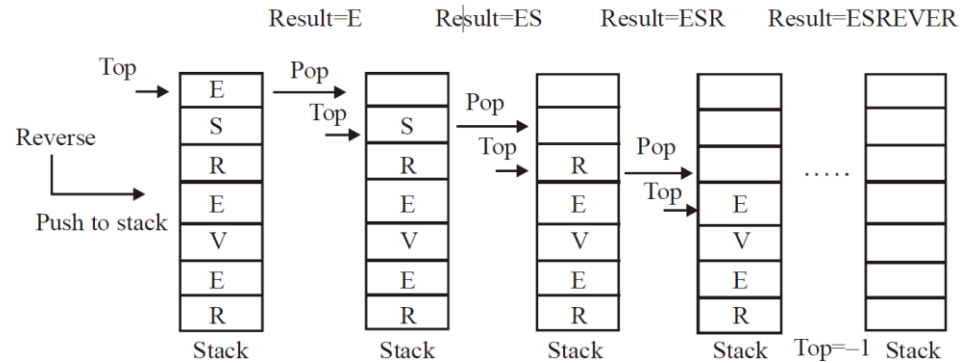 Result=E Result=ES Result=ESR Result=ESREVER
Top E Pop
Top S Pop
S
Reverse
R R Top R Pop
.....
Push to stack E E E Top E
V V V V
E E E E
R R R R
Stack Stack Stack Stack Top=–1 Stack